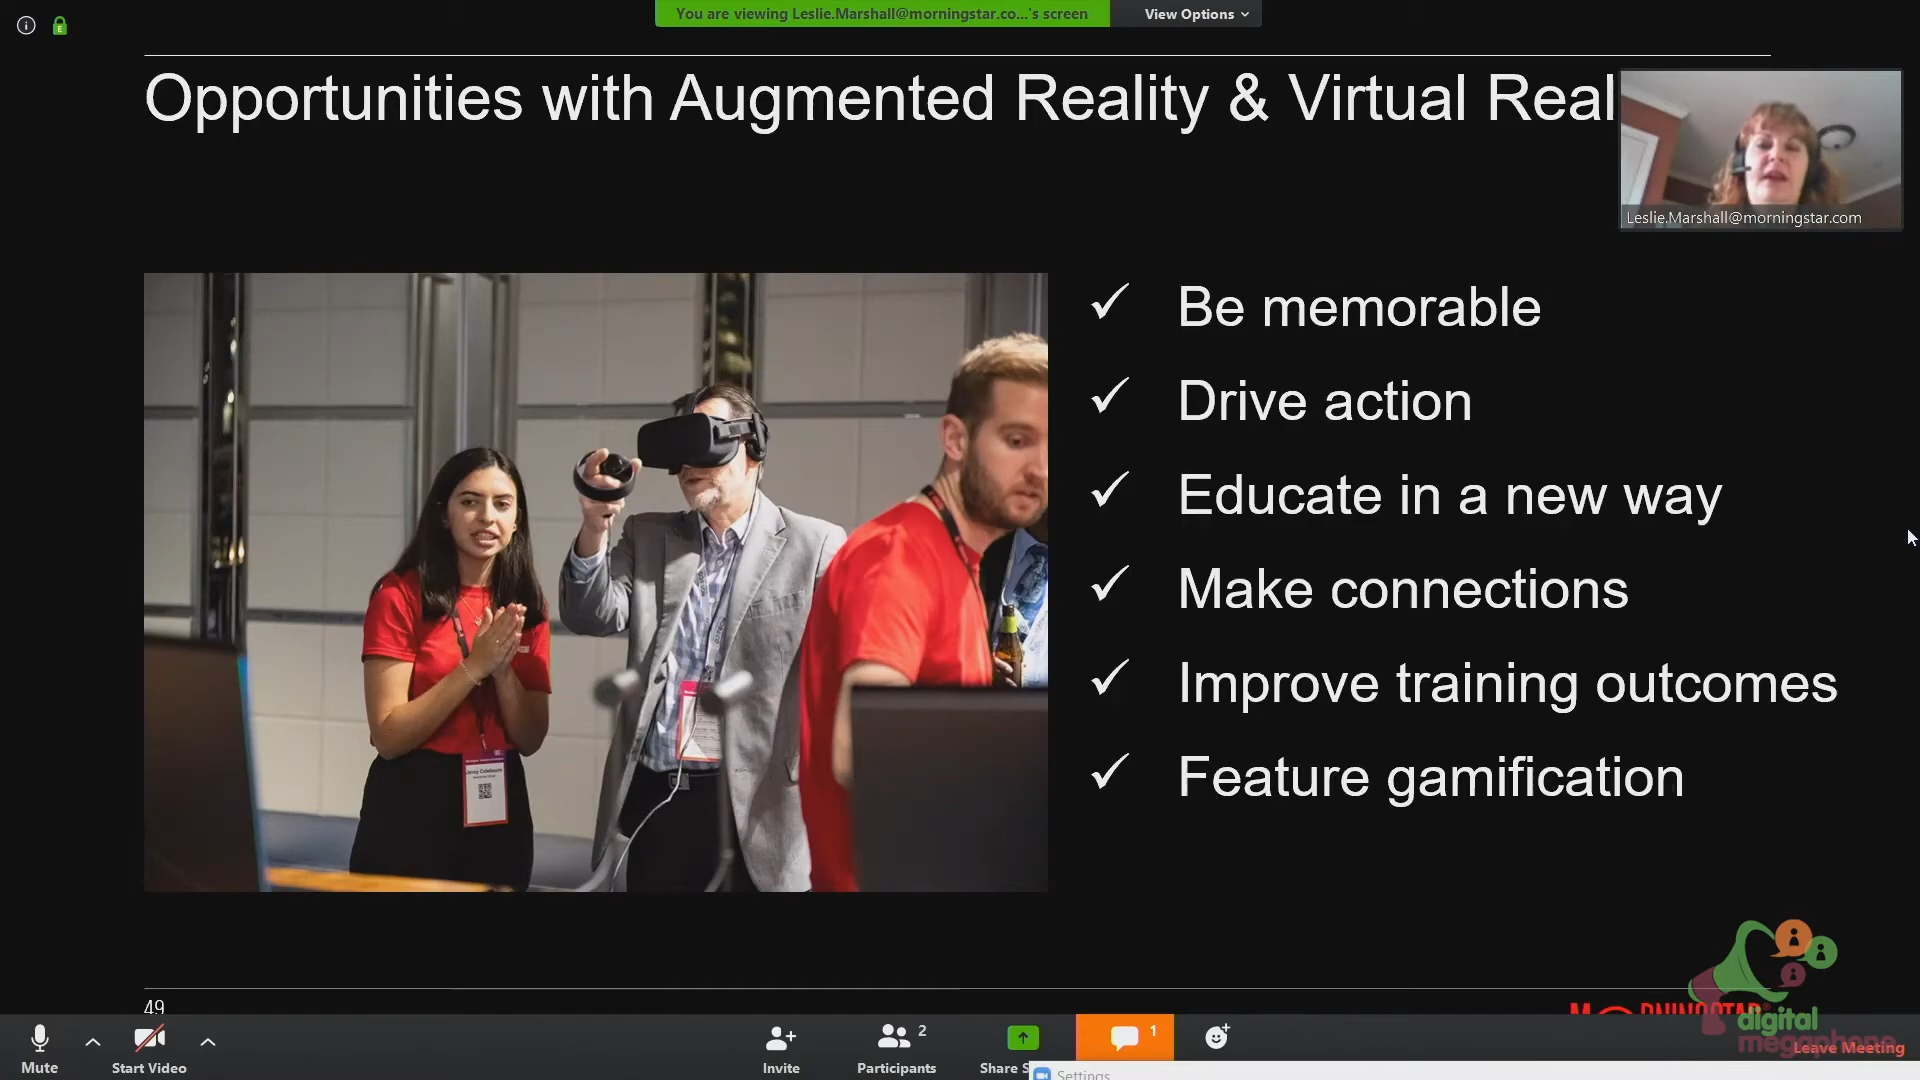 You are viewing Leslie.Marshall@morningstar.co...'s screen
View Options
Opportunities with Augmented Reality & Virtual Real
Leslie.Marshall@morningstar.com
Be memorable
Drive action
Educate in a new way
Make connections
Improve training outcomes
Feature gamification
49
digital
megaphone
Leave Meeting
2
1
Mute
Start Video
Invite
Participants
Share S
Settings